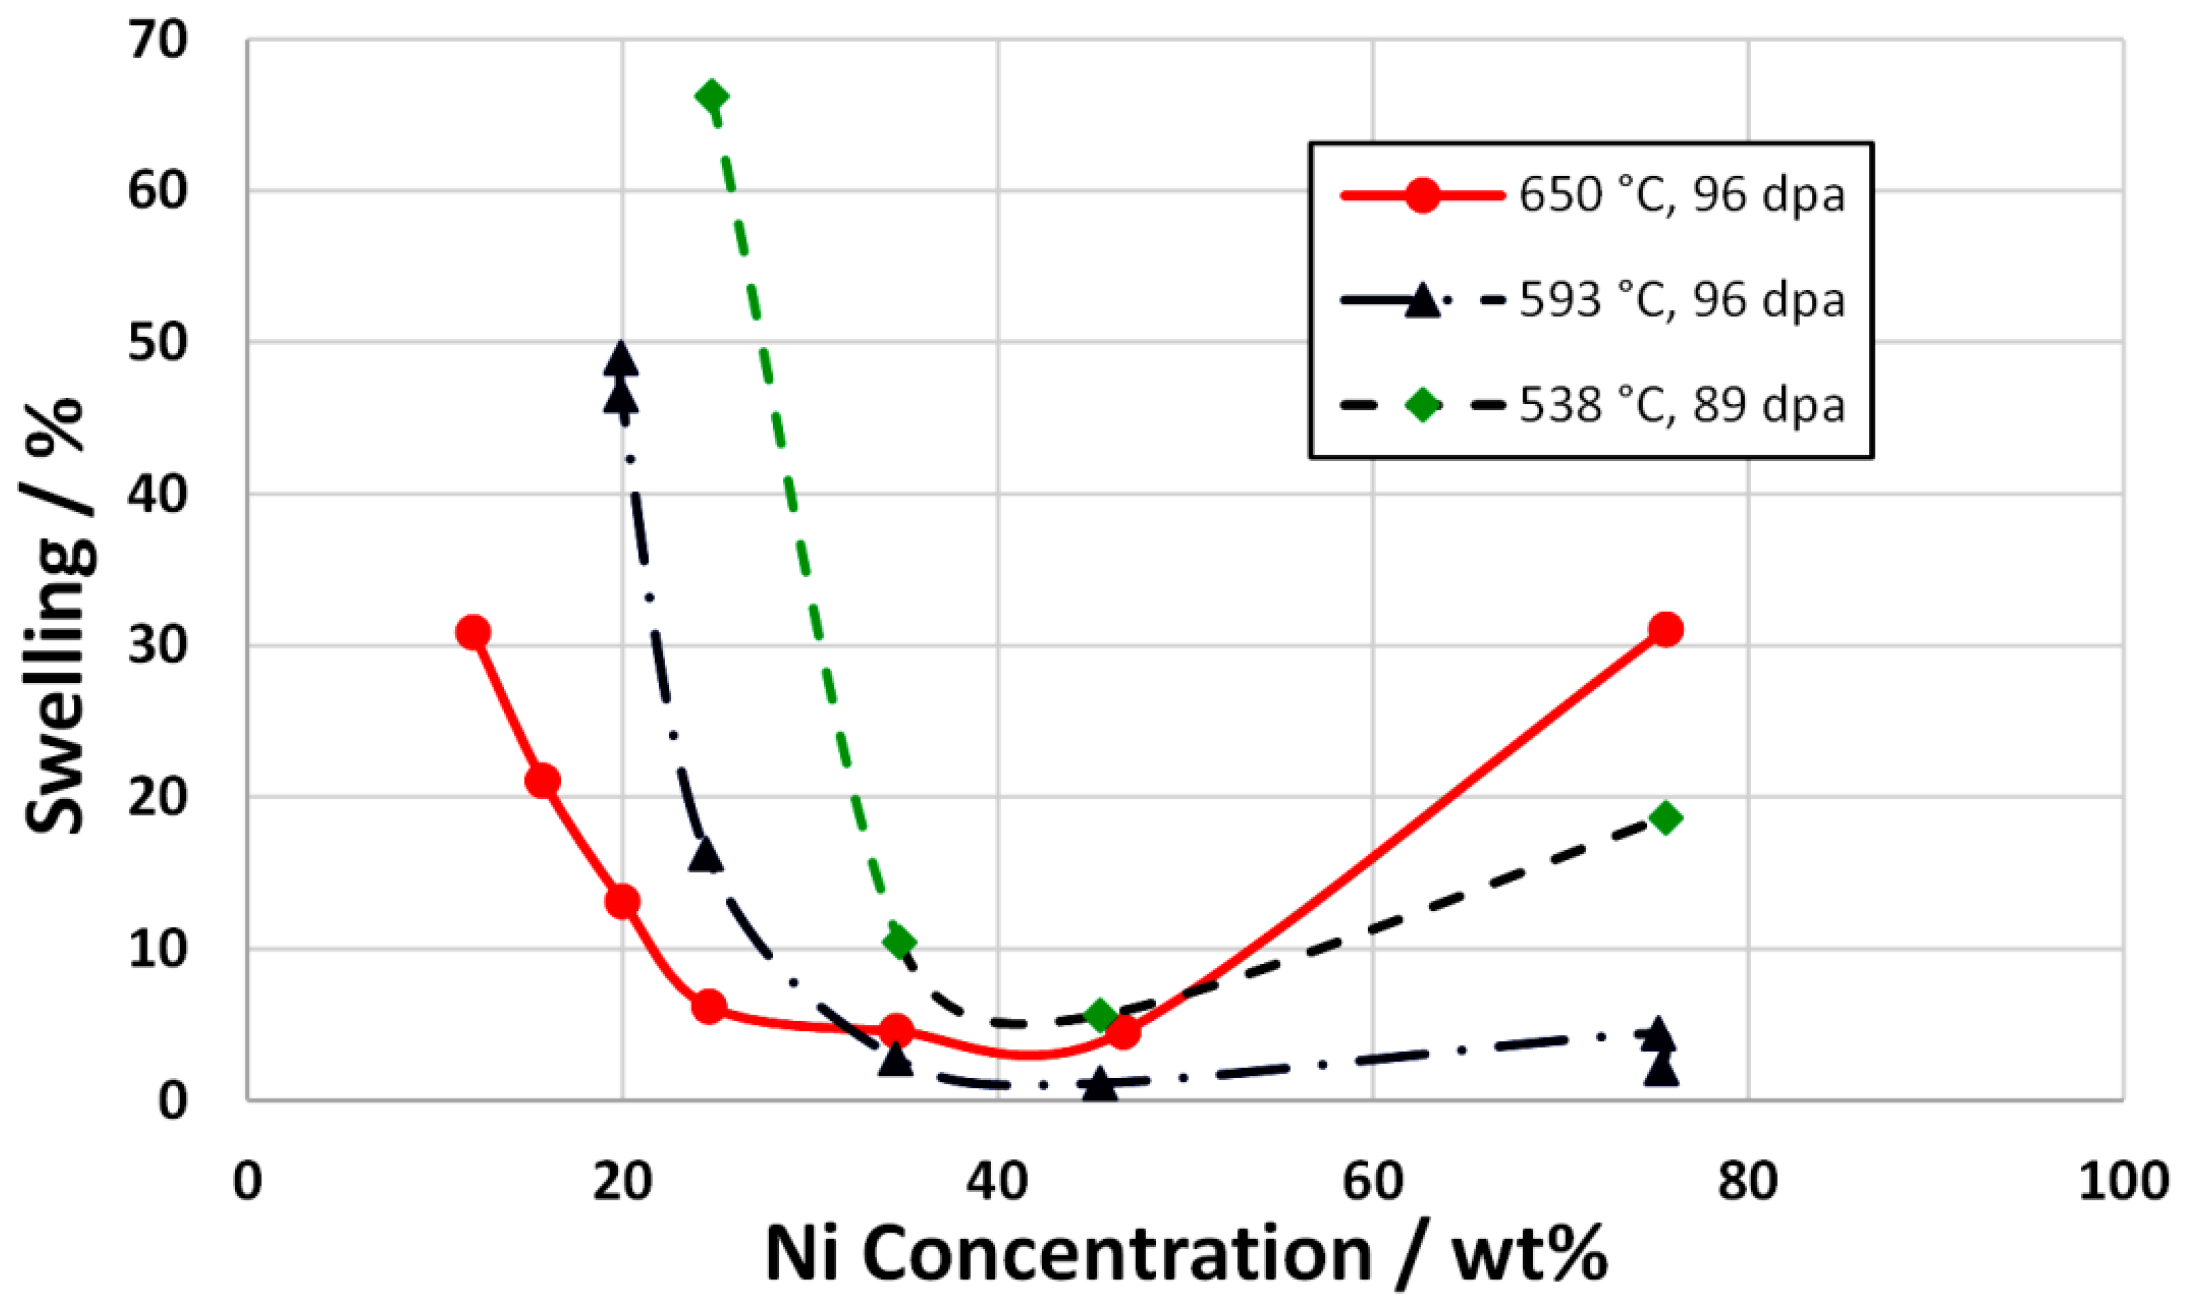 70
60
50
40
30
20
10
0
Swelling / %
650 °C, 96 dpa
593 °C, 96 dpa
538 °C, 89 dpa
0 20 40 60 80 100
Ni Concentration / wt%